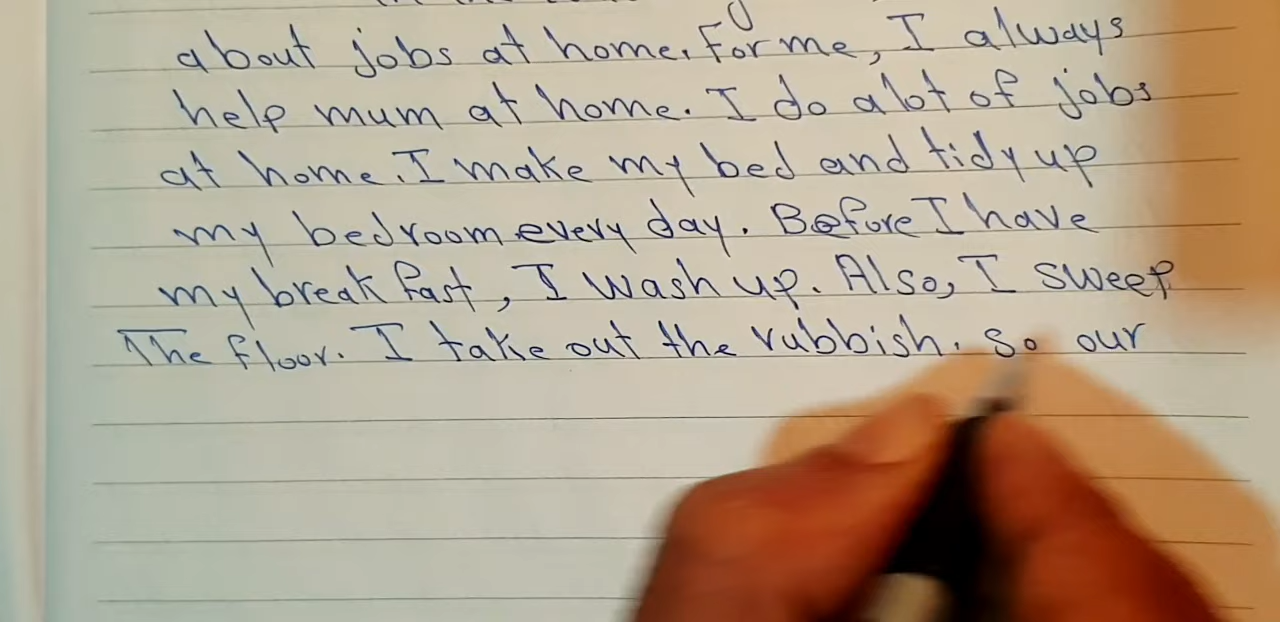 about jobs at home. For me, I always
help mum at home. I do alot of jobs
at home. I make my bed and tidy up
my bedroom every day. Before I have
my breakfast, I wash up. Also, I sweep
The floor. I take out the rubbish. So our